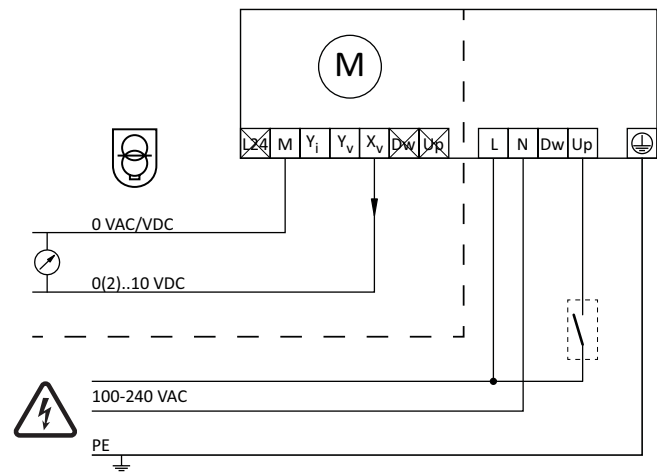 M
L24 M Yi Yv Xv Dw Up L N Dw Up
0 VAC/VDC
0(2)..10 VDC
100-240 VAC
PE